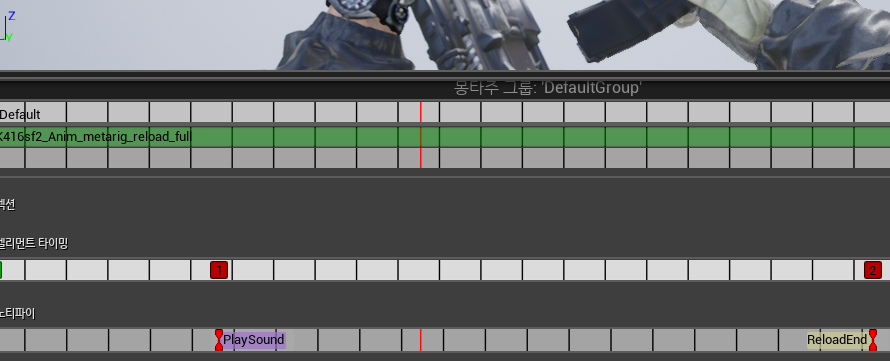 Z
Y
몽타주 그룹: 'DefaultGroup'
Default
K416sf2_Anim_metarig_reload_full
섹션
엘리먼트 타이밍
1 2
노티파이
PlaySound ReloadEnd